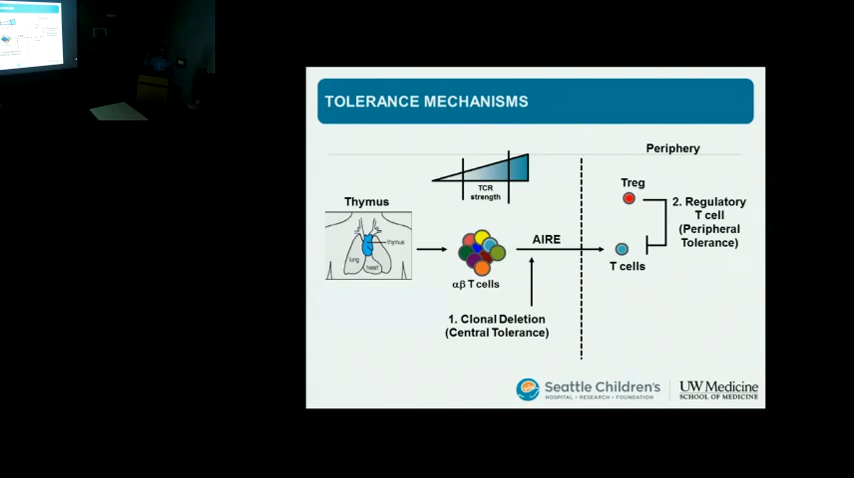 TOLERANCE MECHANISMS
Periphery
TCR
strength
Thymus
thymus
lung
heart
αβ T cells
AIRE
1. Clonal Deletion
(Central Tolerance)
Treg
T cells
2. Regulatory
T cell
(Peripheral
Tolerance)
Seattle Children's
HOSPITAL • RESEARCH • FOUNDATION
UW Medicine
SCHOOL OF MEDICINE